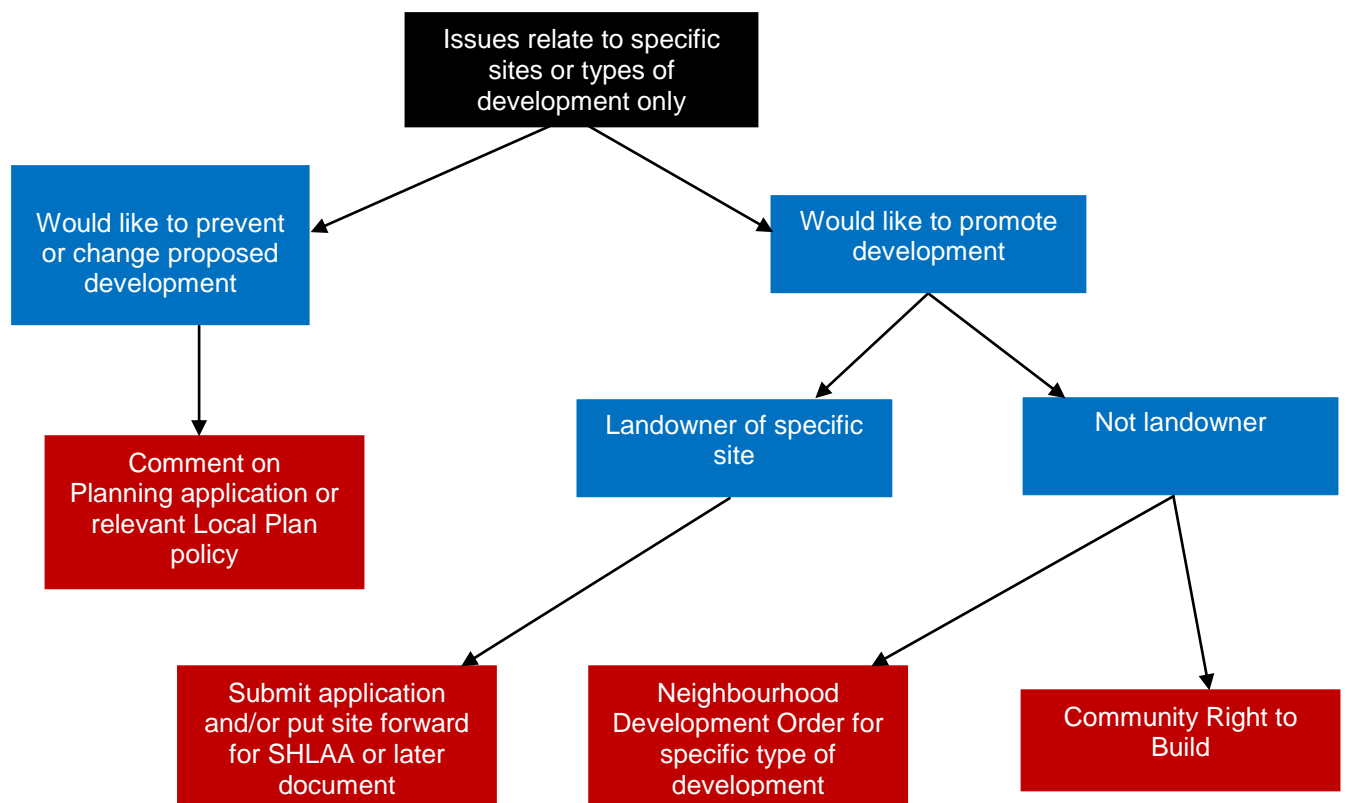 Issues relate to specific
sites or types of
development only
Would like to prevent
or change proposed
development
Would like to promote
development
Landowner of specific
site
Not landowner
Comment on
Planning application or
relevant Local Plan
policy
Submit application
and/or put site forward
for SHLAA or later
document
Neighbourhood
Development Order for
specific type of
development
Community Right to
Build